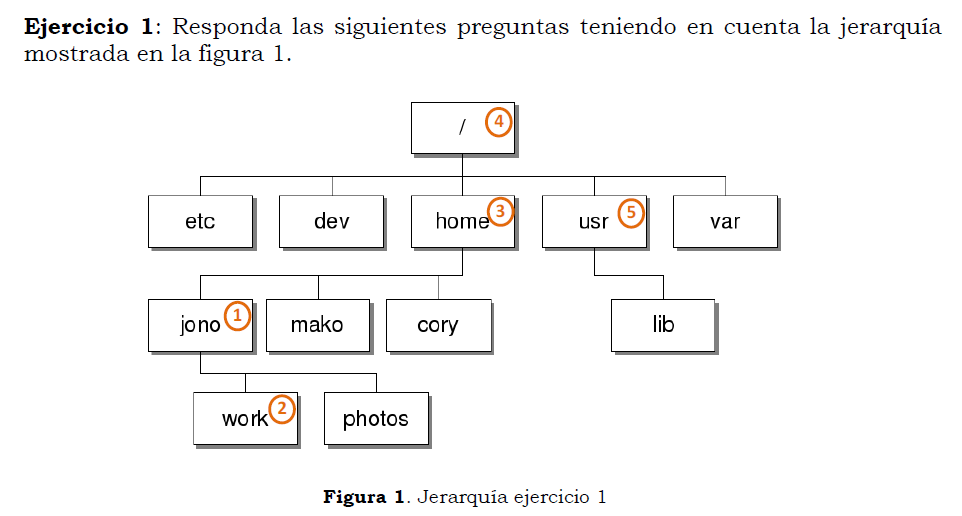 Ejercicio 1: Responda las siguientes preguntas teniendo en cuenta la jerarquía
mostrada en la figura 1.
/ 4
etc dev home 3 usr 5 var
jono 1 mako cory lib
work 2 photos
Figura 1. Jerarquía ejercicio 1